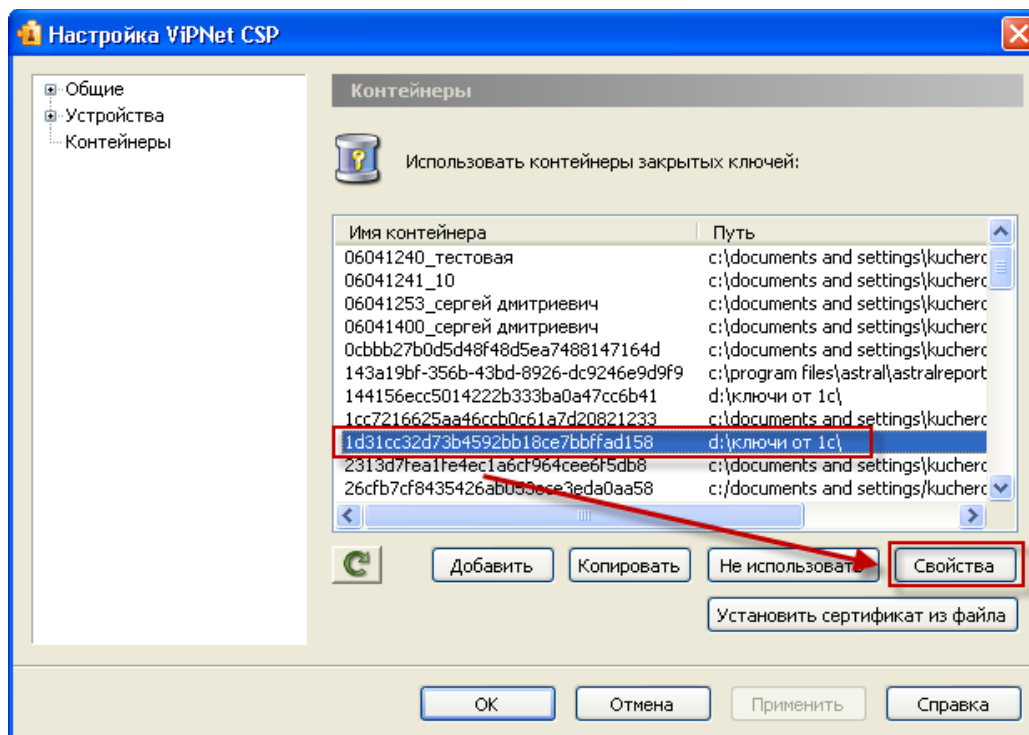 Настройка ViPNet CSP
Общие
Устройства
Контейнеры
Контейнеры
Использовать контейнеры закрытых ключей:
Имя контейнера Путь
06041240_тестовая c:\documents and settings\kucherc
06041241_10 c:\documents and settings\kucherc
06041253_сергей дмитриевич c:\documents and settings\kucherc
06041400_сергей дмитриевич c:\documents and settings\kucherc
0cbbb27b0d5d48f48d5ea7488147164d c:\documents and settings\kucherc
143a19bf-356b-43bd-8926-dc9246e9d9f9 c:\program files\astral\astralreport
144156ecc5014222b333ba0a47cc6b41 d:\ключи от 1с\
1cc7216625aa46ccb0c61a7d20821233 c:\documents and settings\kucherc
1d31cc32d73b4592bb18ce7bbffad158 d:\ключи от 1с\
2313d7fea1fe4ec1a6cf964cee6f5db8 c:\documents and settings\kucherc
c:/documents and settings/kucherc
Добавить Копировать Не использовать Свойства
Установить сертификат из файла
ОК Отмена Применить Справка